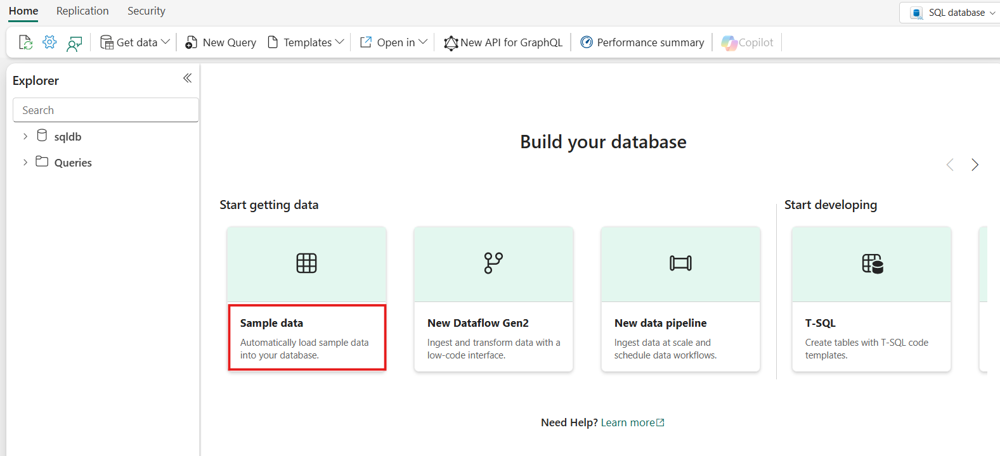 Home Replication Security
SQL database
Get data New Query Templates Open in New API for GraphQL Performance summary Copilot
Explorer
Search
sqldb
Queries
Build your database
Start getting data
Sample data
Automatically load sample data
into your database.
New Dataflow Gen2
Ingest and transform data with a
low-code interface.
New data pipeline
Ingest data at scale and
schedule data workflows.
Start developing
T-SQL
Create tables with T-SQL code
templates.
Need Help? Learn more